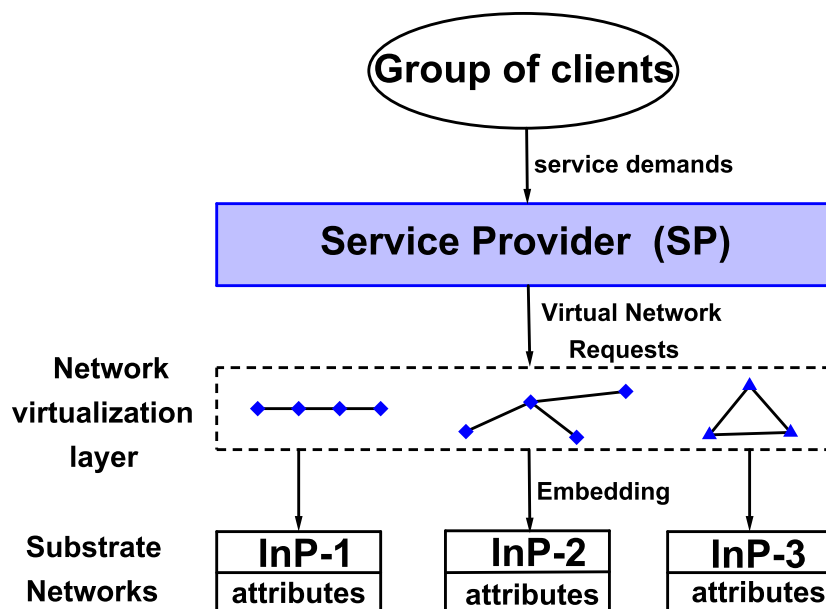 Group of clients
service demands
Service Provider (SP)
Virtual Network
Requests
Network
virtualization
layer
Embedding
Substrate
Networks
InP-1
attributes
InP-2
attributes
InP-3
attributes